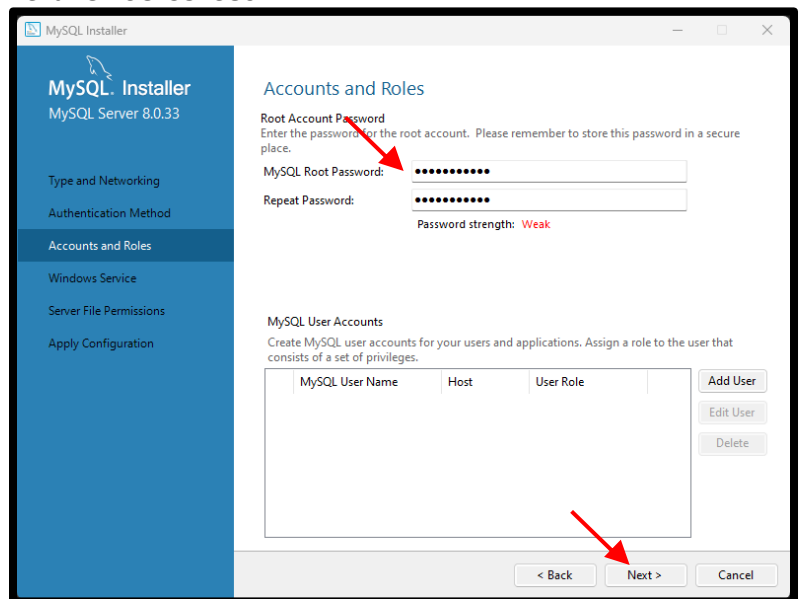 MySQL Installer
MySQL. Installer
MySQL Server 8.0.33
Type and Networking
Authentication Method
Accounts and Roles
Windows Service
Server File Permissions
Apply Configuration
Accounts and Roles
Root Account Password
Enter the password for the root account. Please remember to store this password in a secure
place.
MySQL Root Password: •••••••••••
Repeat Password: •••••••••••
Password strength: Weak
MySQL User Accounts
Create MySQL user accounts for your users and applications. Assign a role to the user that
consists of a set of privileges.
MySQL User Name Host User Role
Add User
Edit User
Delete
< Back Next > Cancel